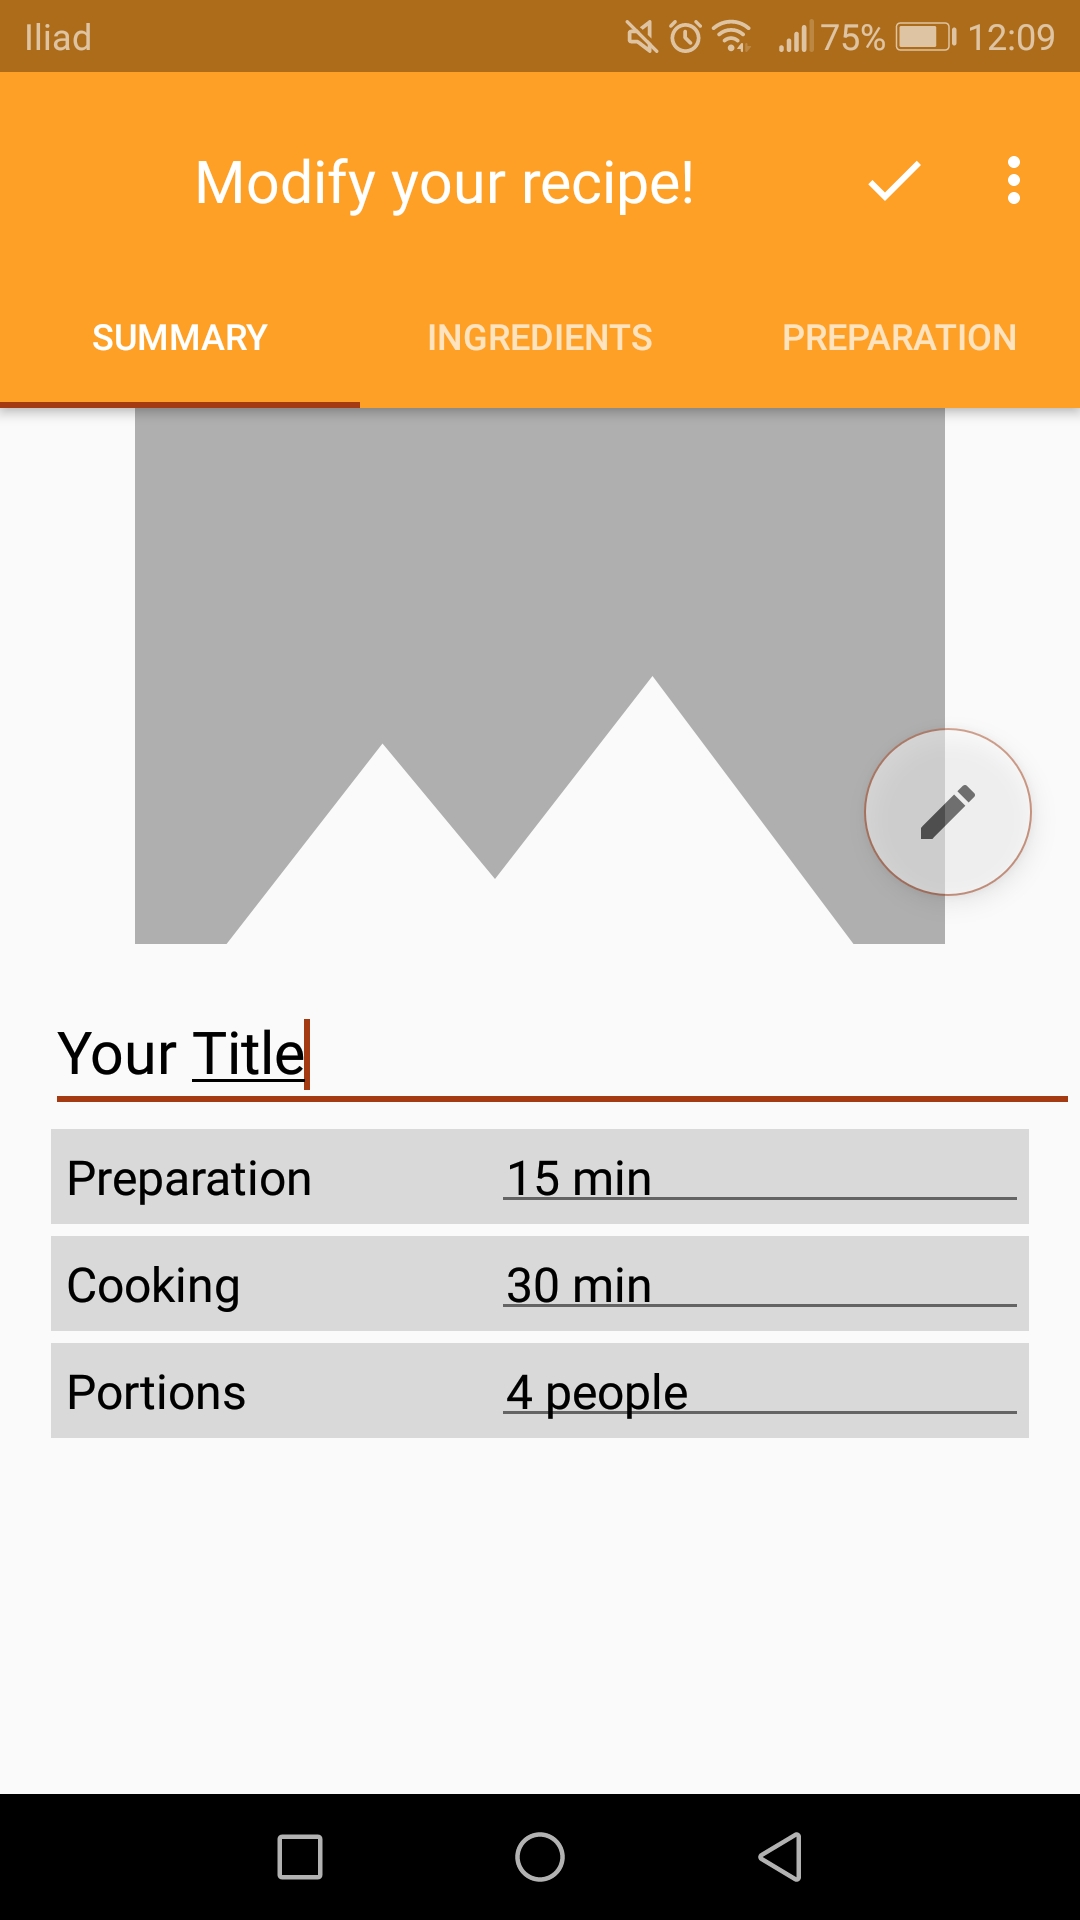 Iliad 75% 12:09
Modify your recipe!
SUMMARY INGREDIENTS PREPARATION
Your Title
Preparation 15 min
Cooking 30 min
Portions 4 people